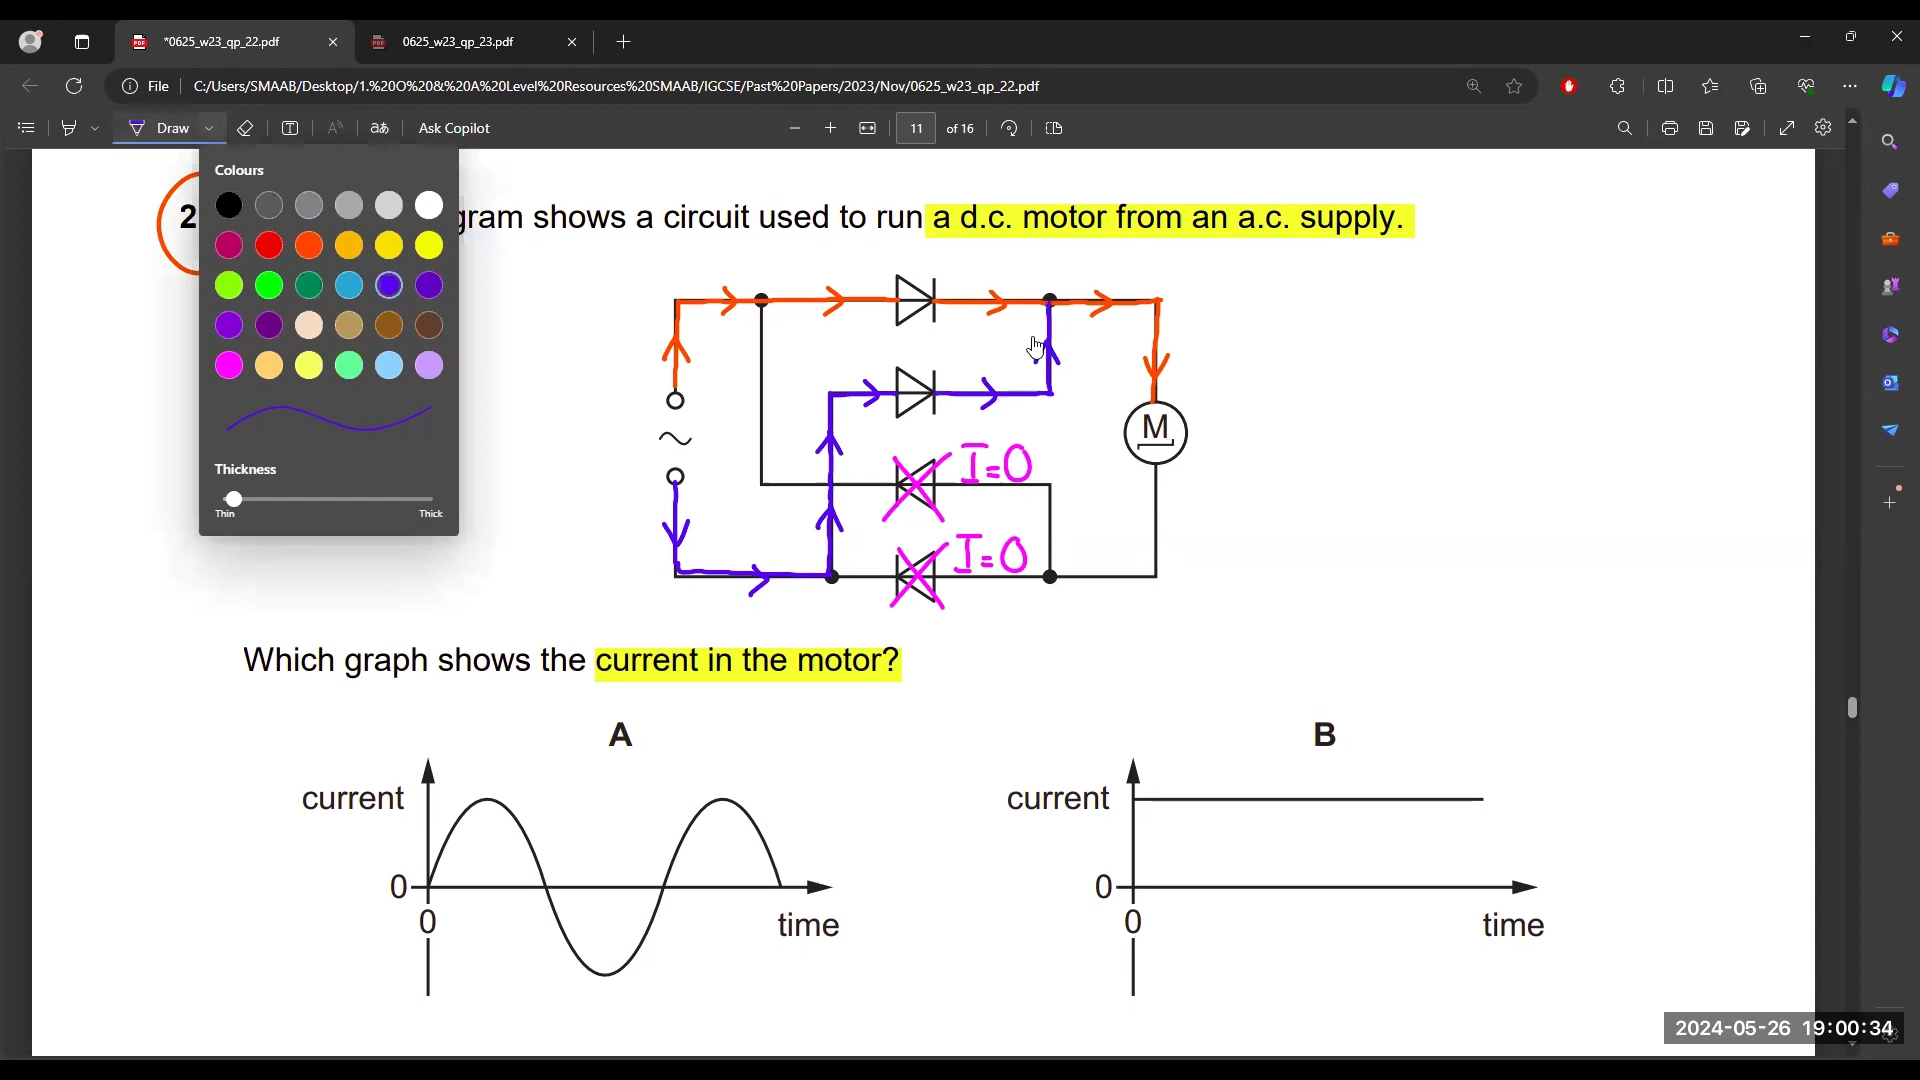 *0625_w23_qp_22.pdf
0625_w23_qp_23.pdf
File
C:/Users/SMAAB/Desktop/1.%20O%20&%20A%20Level%20Resources%20SMAAB/IGCSE/Past%20Papers/2023/Nov/0625_w23_qp_22.pdf
Draw
aあ
Ask Copilot
11 of 16
Colours
Thickness
Thin
Thick
2
gram shows a circuit used to run a d.c. motor from an a.c. supply.
M
I=0
I=0
Which graph shows the current in the motor?
A
B
current
0
0
time
current
0
0
time
2024-05-26 19:00:34